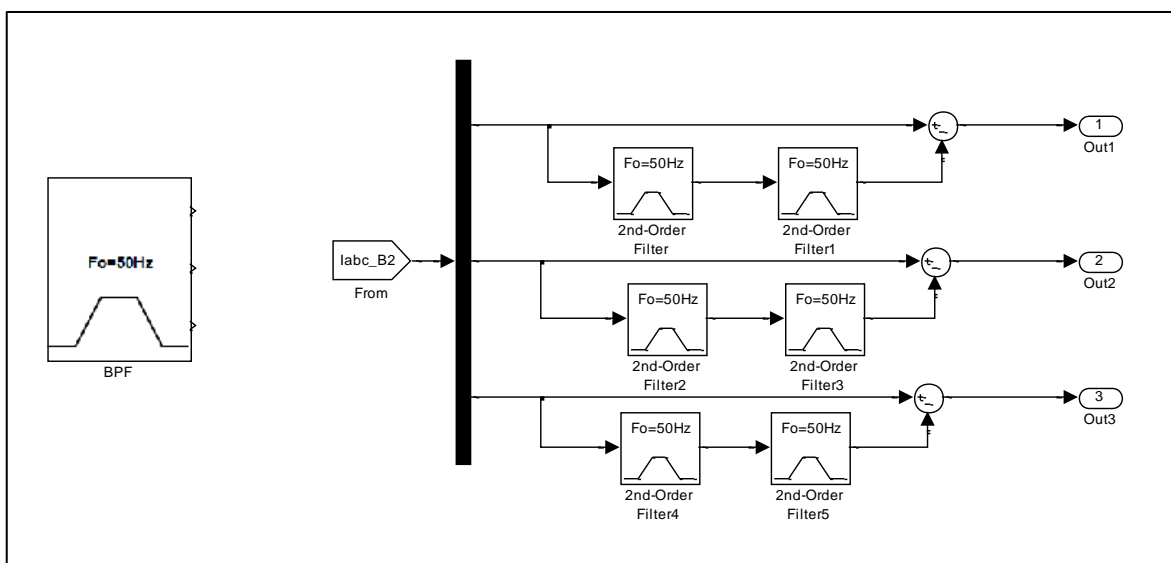 Fo=50Hz
BPF
Iabc_B2
From
Fo=50Hz
2nd-Order
Filter
Fo=50Hz
2nd-Order
Filter1
1
Out1
Fo=50Hz
2nd-Order
Filter2
Fo=50Hz
2nd-Order
Filter3
2
Out2
Fo=50Hz
2nd-Order
Filter4
Fo=50Hz
2nd-Order
Filter5
3
Out3